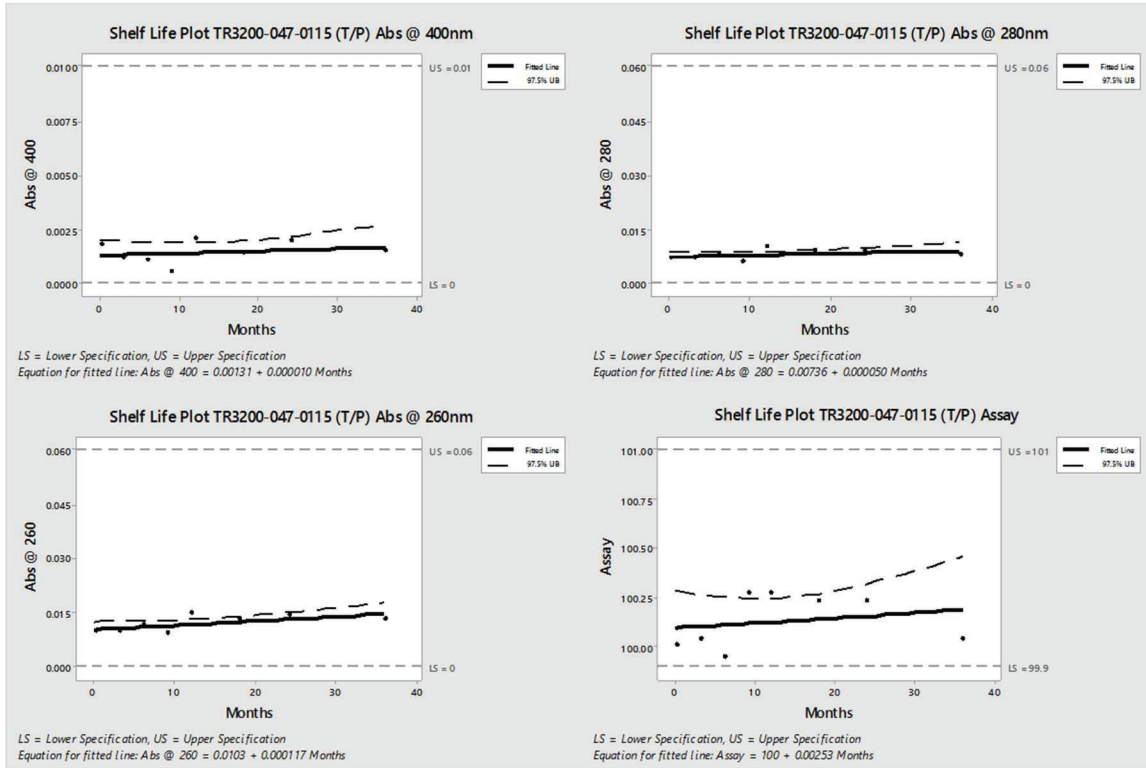 Shelf Life Plot TR3200-047-0115 (T/P) Abs @ 400nm
0.0100
0.0075
0.0050
0.0025
0.0000
Abs @ 400
0
10
20
30
40
Months
US = 0.01
LS = 0
Fitted Line
97.5% UB
LS = Lower Specification, US = Upper Specification
Equation for fitted line: Abs @ 400 = 0.00131 + 0.000010 Months
Shelf Life Plot TR3200-047-0115 (T/P) Abs @ 280nm
0.060
0.045
0.030
0.015
0.000
Abs @ 280
0
10
20
30
40
Months
US = 0.06
LS = 0
Fitted Line
97.5% UB
LS = Lower Specification, US = Upper Specification
Equation for fitted line: Abs @ 280 = 0.00736 + 0.000050 Months
Shelf Life Plot TR3200-047-0115 (T/P) Abs @ 260nm
0.060
0.045
0.030
0.015
0.000
Abs @ 260
0
10
20
30
40
Months
US = 0.06
LS = 0
Fitted Line
97.5% UB
LS = Lower Specification, US = Upper Specification
Equation for fitted line: Abs @ 260 = 0.0103 + 0.000117 Months
Shelf Life Plot TR3200-047-0115 (T/P) Assay
101.00
100.75
100.50
100.25
100.00
Assay
0
10
20
30
40
Months
US = 101
LS = 99.9
Fitted Line
97.5% UB
LS = Lower Specification, US = Upper Specification
Equation for fitted line: Assay = 100 + 0.00253 Months